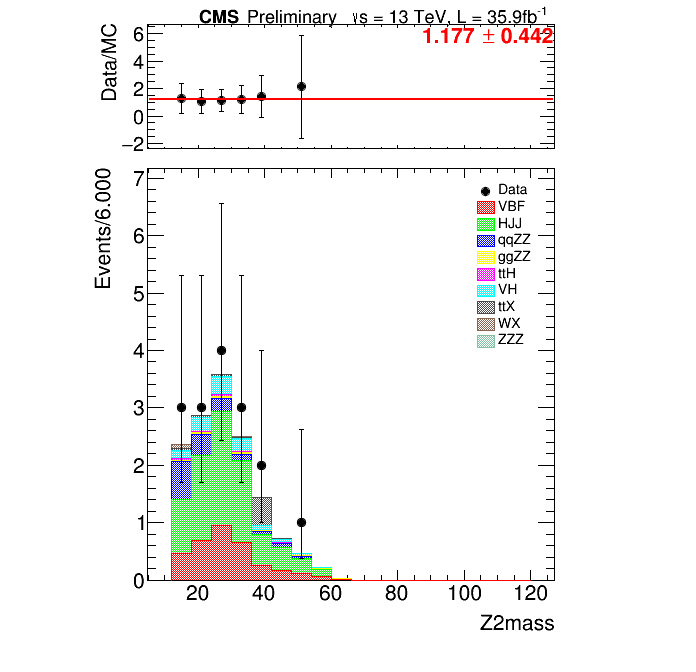 CMS Preliminary √s = 13 TeV, L = 35.9fb-1
1.177 ± 0.442
Data/MC
6
4
2
0
−2
Events/6.000
7
6
5
4
3
2
1
0
Data
VBF
HJJ
qqZZ
ggZZ
ttH
VH
ttX
WX
ZZZ
20 40 60 80 100 120
Z2mass